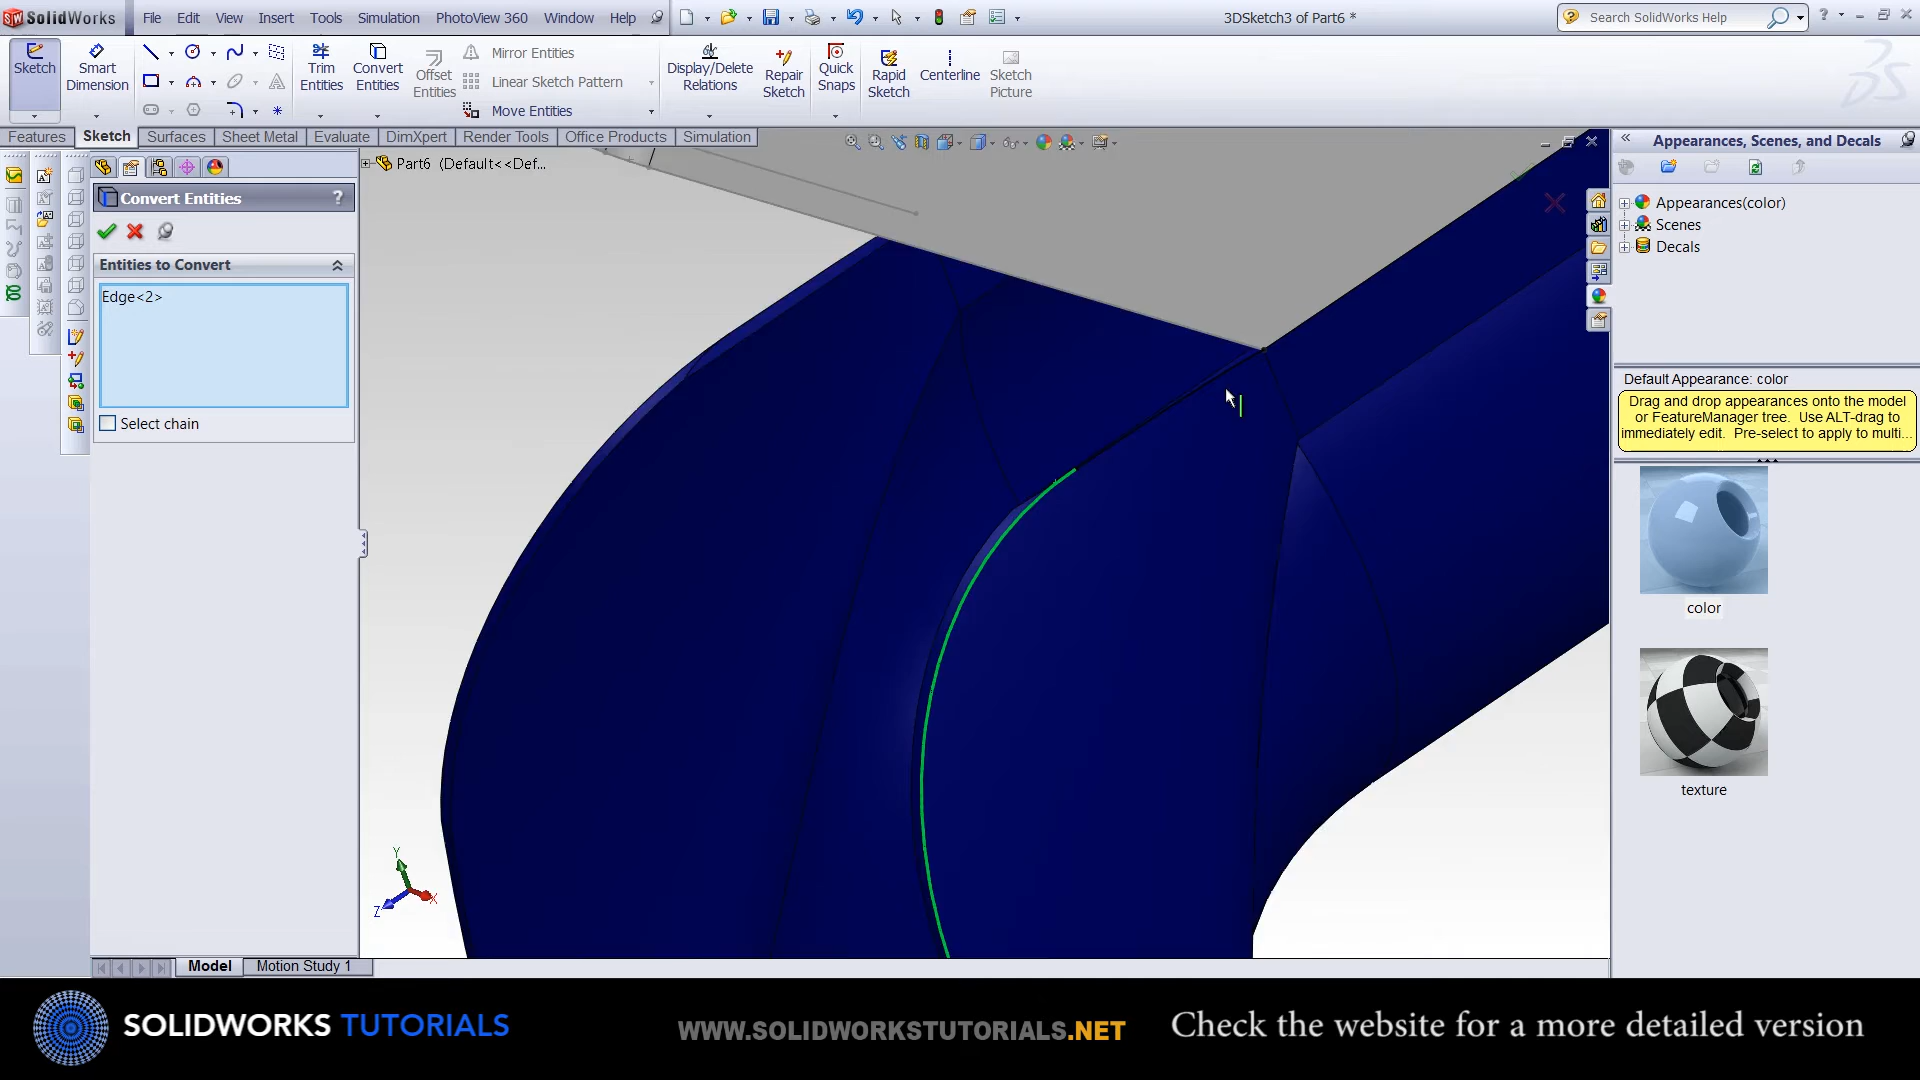 SolidWorks File Edit View Insert Tools Simulation PhotoView 360 Window Help 3DSketch3 of Part6 * Search SolidWorks Help
Sketch Smart Dimension Trim Entities Convert Entities Offset Entities Mirror Entities Linear Sketch Pattern Move Entities Display/Delete Relations Repair Sketch Quick Snaps Rapid Sketch Centerline Sketch Picture
Features Sketch Surfaces Sheet Metal Evaluate DimXpert Render Tools Office Products Simulation
Part6 (Default<<Def...
Convert Entities ?
Entities to Convert
Edge<2>
Select chain
Appearances, Scenes, and Decals
Appearances(color)
Scenes
Decals
Default Appearance: color
Drag and drop appearances onto the model
or FeatureManager tree. Use ALT-drag to
immediately edit. Pre-select to apply to multi...
color
texture
Y
X
Z
Model Motion Study 1
SOLIDWORKS TUTORIALS
WWW.SOLIDWORKSTUTORIALS.NET
Check the website for a more detailed version